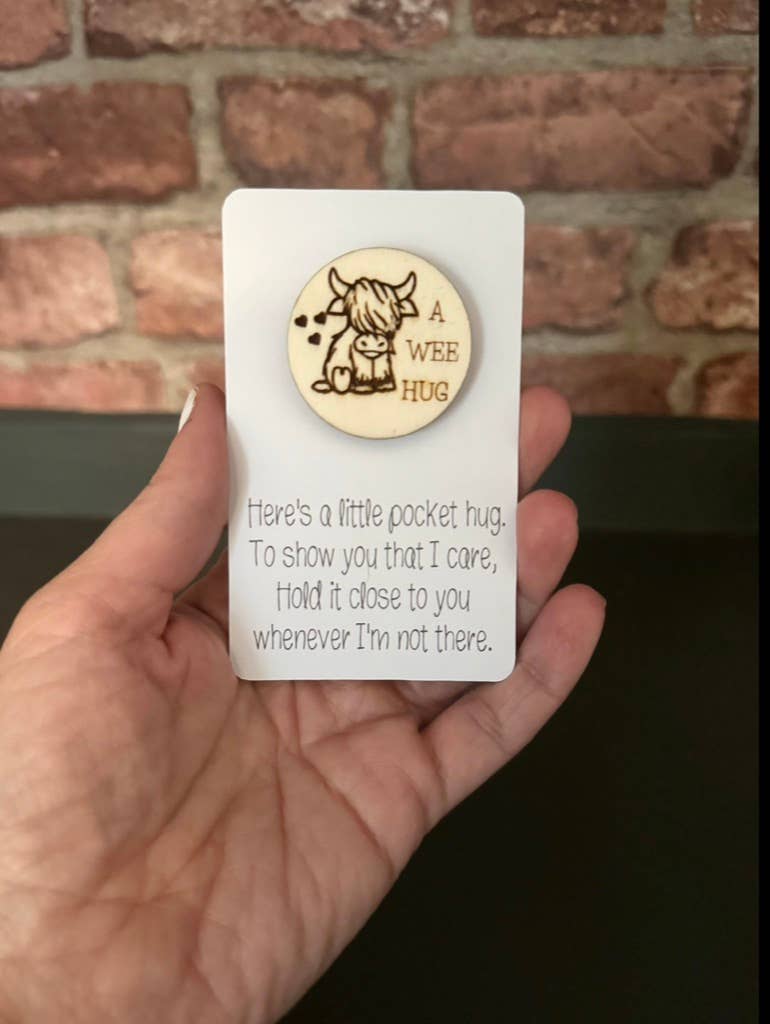 A
WEE
HUG
Here's a little pocket hug.
To show you that I care,
Hold it close to you
whenever I'm not there.